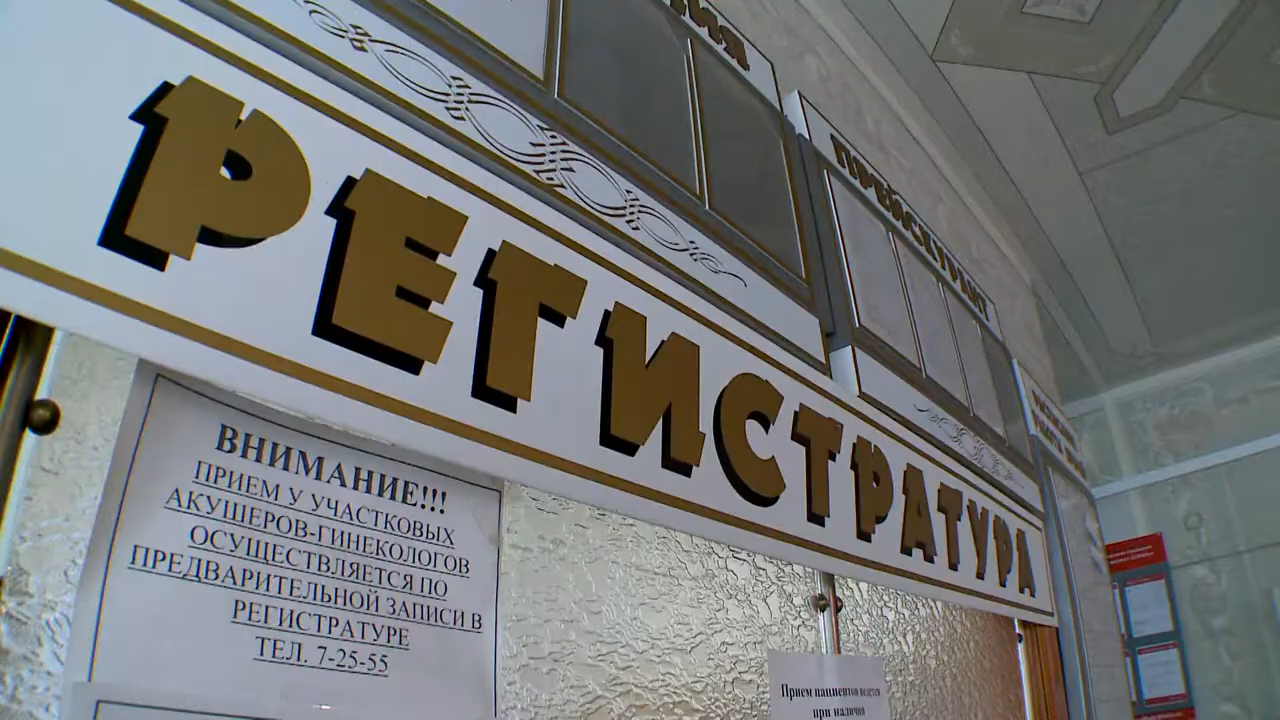 ПРЕЙСКУРАНТ
РЕГИСТРАТУРА
ВНИМАНИЕ!!!
ПРИЕМ У УЧАСТКОВЫХ
АКУШЕРОВ-ГИНЕКОЛОГОВ
ОСУЩЕСТВЛЯЕТСЯ ПО
ПРЕДВАРИТЕЛЬНОЙ ЗАПИСИ В
РЕГИСТРАТУРЕ
ТЕЛ. 7-25-55
Прием пациентов ведется
при наличии